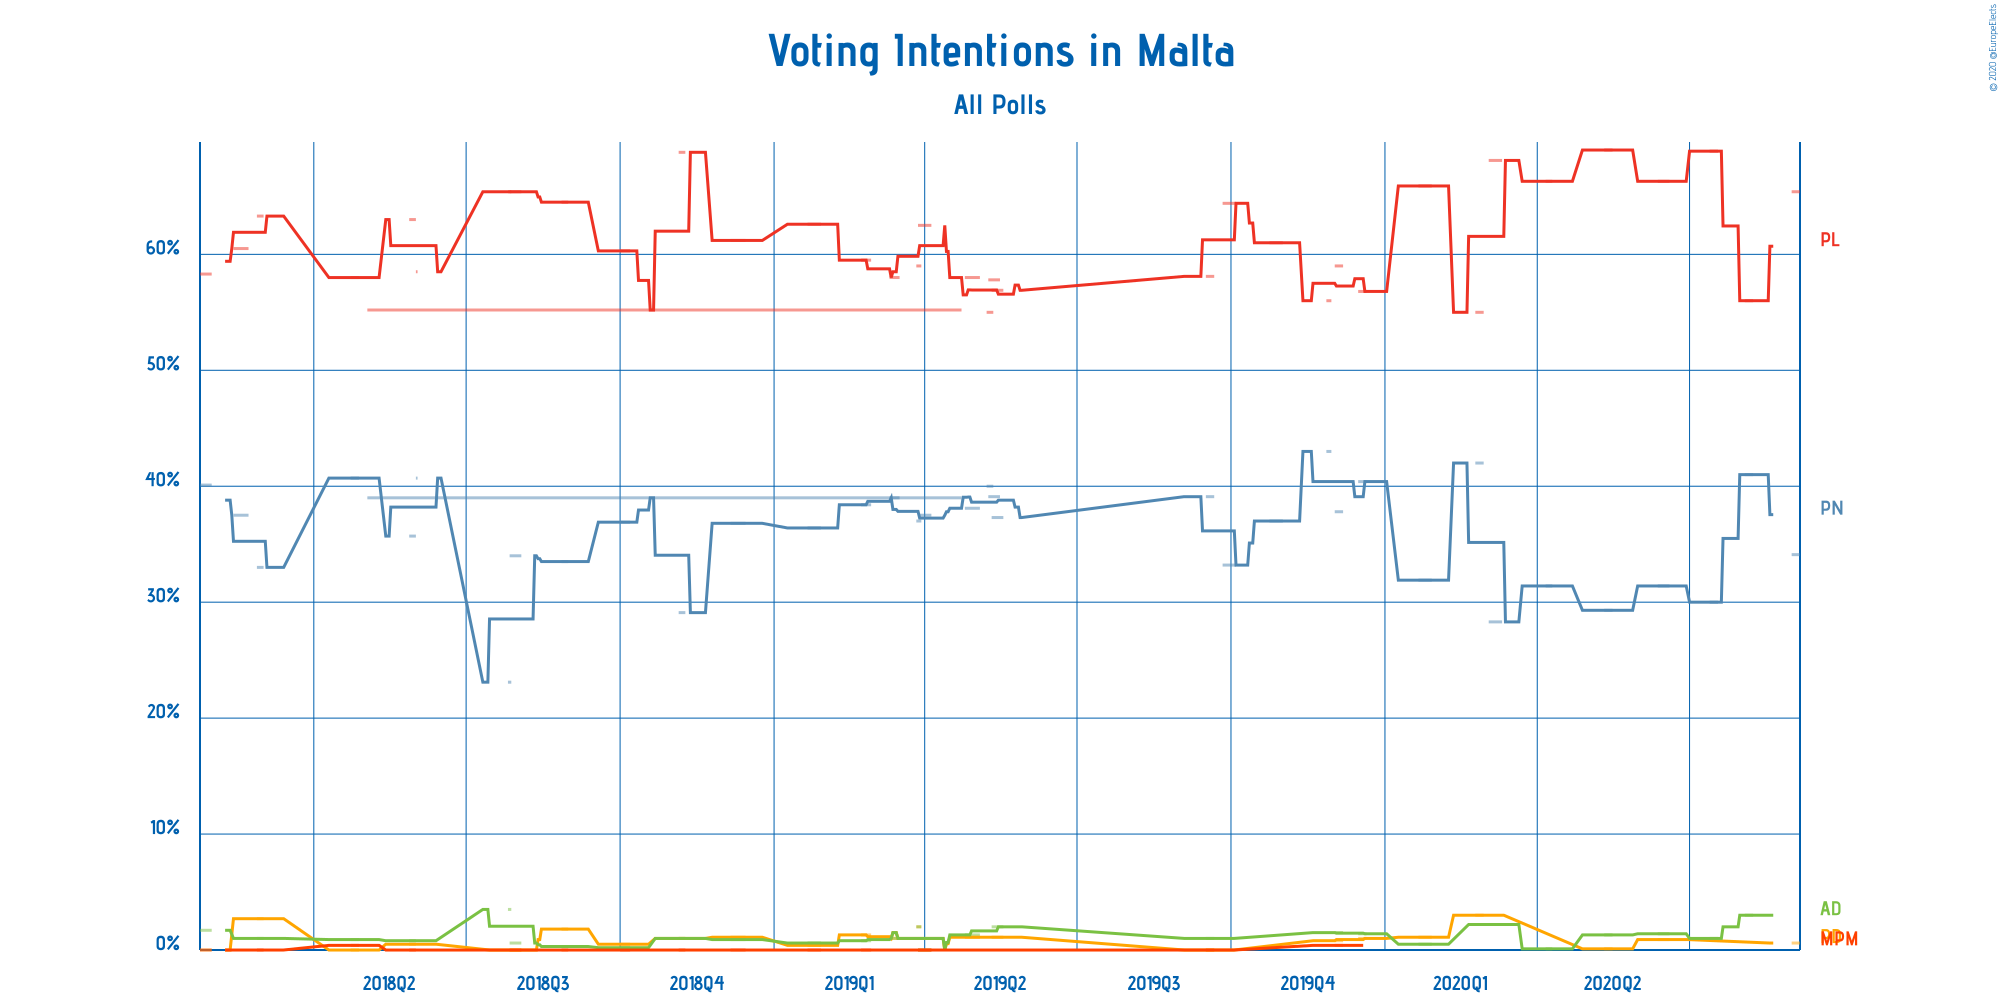 Voting Intentions in Malta
All Polls
© 2020 @EuropeElects
60%
50%
40%
30%
20%
10%
0%
PL
PN
AD
MPM
2018Q2
2018Q3
2018Q4
2019Q1
2019Q2
2019Q3
2019Q4
2020Q1
2020Q2